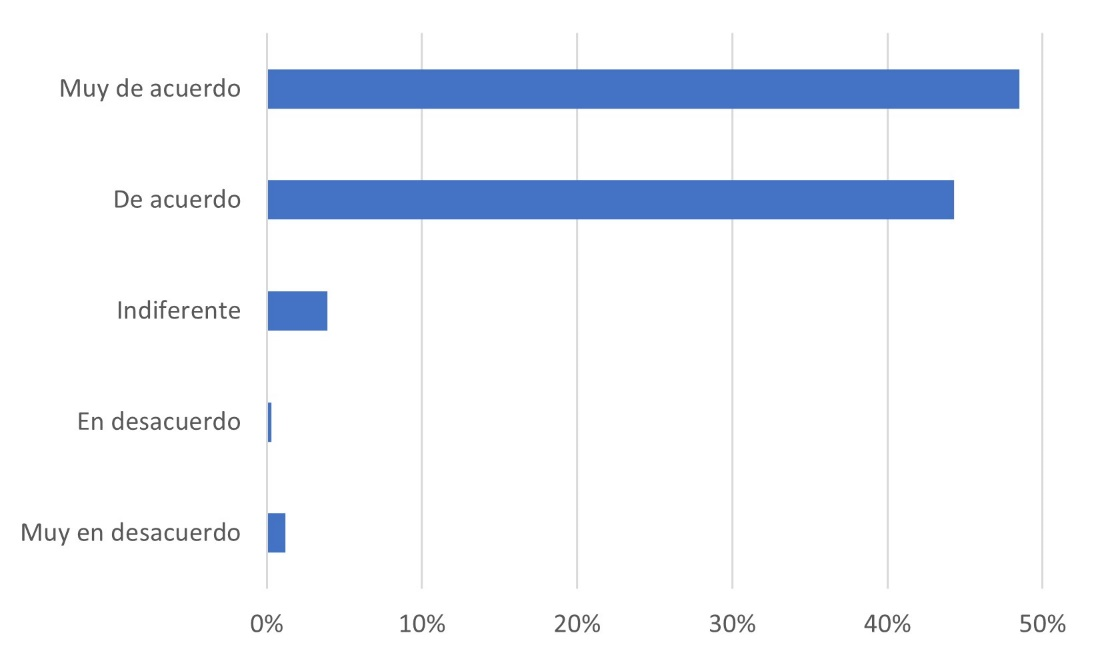 Muy de acuerdo
De acuerdo
Indiferente
En desacuerdo
Muy en desacuerdo
0% 10% 20% 30% 40% 50%